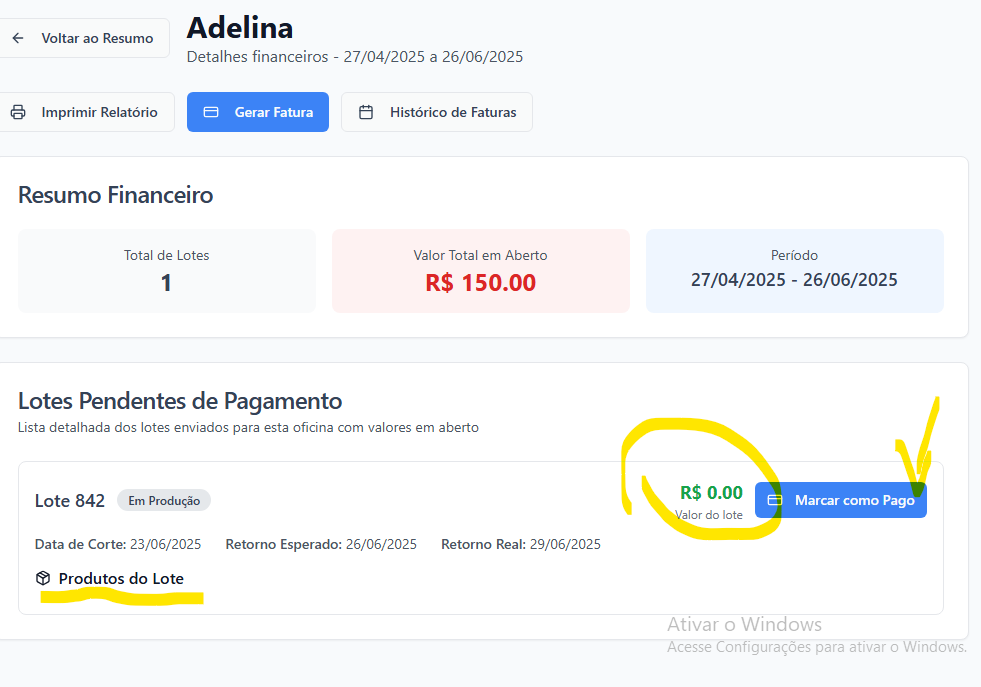 Voltar ao Resumo
Adelina
Detalhes financeiros - 27/04/2025 a 26/06/2025
Imprimir Relatório
Gerar Fatura
Histórico de Faturas
Resumo Financeiro
Total de Lotes
1
Valor Total em Aberto
R$ 150.00
Período
27/04/2025 - 26/06/2025
Lotes Pendentes de Pagamento
Lista detalhada dos lotes enviados para esta oficina com valores em aberto
Lote 842
Em Produção
R$ 0.00
Valor do lote
Marcar como Pago
Data de Corte: 23/06/2025
Retorno Esperado: 26/06/2025
Retorno Real: 29/06/2025
Produtos do Lote
Ativar o Windows
Acesse Configurações para ativar o Windows.